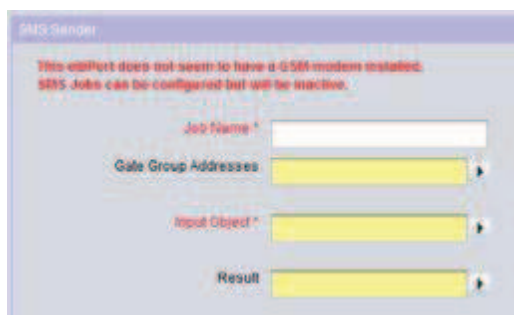 SMS Sender
This eibPort does not seem to have a GSM modem installed.
SMS Jobs can be configured but will be inactive.
Job Name *
Gate Group Addresses
Input Object *
Result